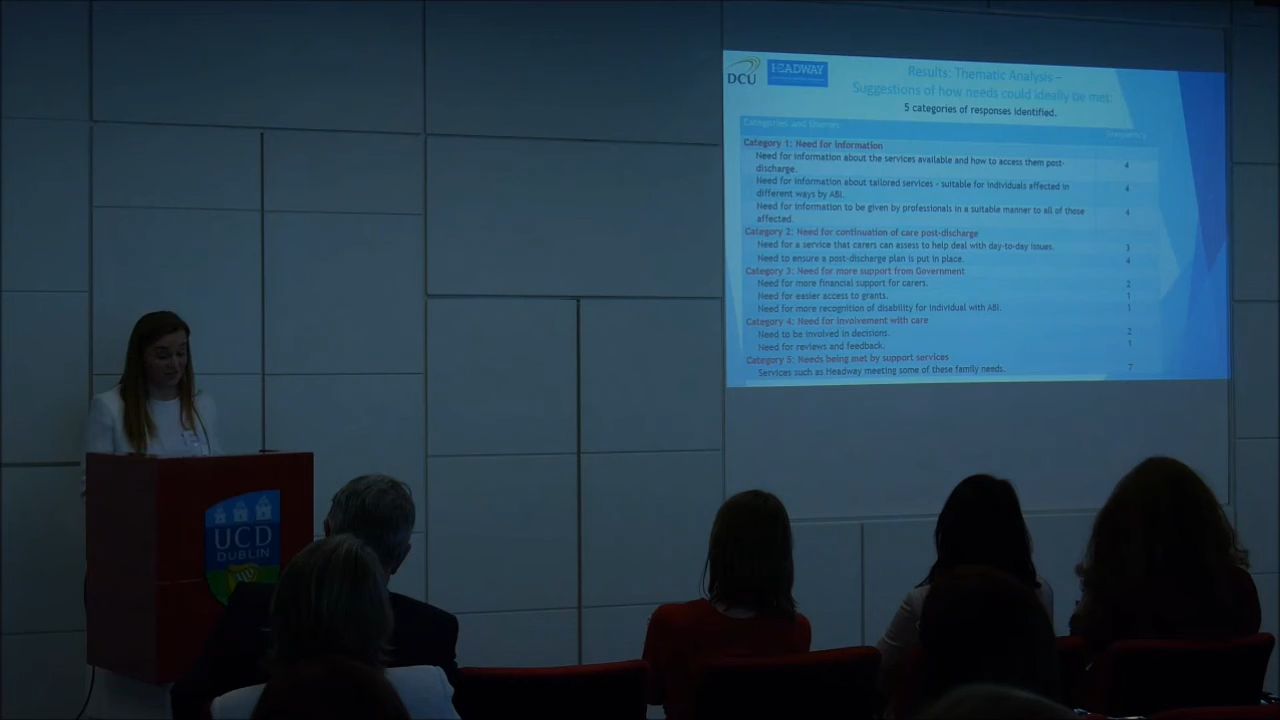 DCU
HEADWAY
Results: Thematic Analysis –
Suggestions of how needs could ideally be met:
5 categories of responses identified.
Categories and themes
Category 1: Need for information
Need for information about the services available and how to access them post-
discharge.
4
Need for information about tailored services - suitable for individuals affected in
different ways by ABI.
4
Need for information to be given by professionals in a suitable manner to all of those
affected.
4
Category 2: Need for continuation of care post-discharge
Need for a service that carers can assess to help deal with day-to-day issues. 3
Need to ensure a post-discharge plan is put in place. 4
Category 3: Need for more support from Government
Need for more financial support for carers. 2
Need for easier access to grants. 1
Need for more recognition of disability for individual with ABI. 1
Category 4: Need for involvement with care
Need to be involved in decisions. 2
Need for reviews and feedback. 1
Category 5: Needs being met by support services
Services such as Headway meeting some of these family needs. 7
UCD
DUBLIN